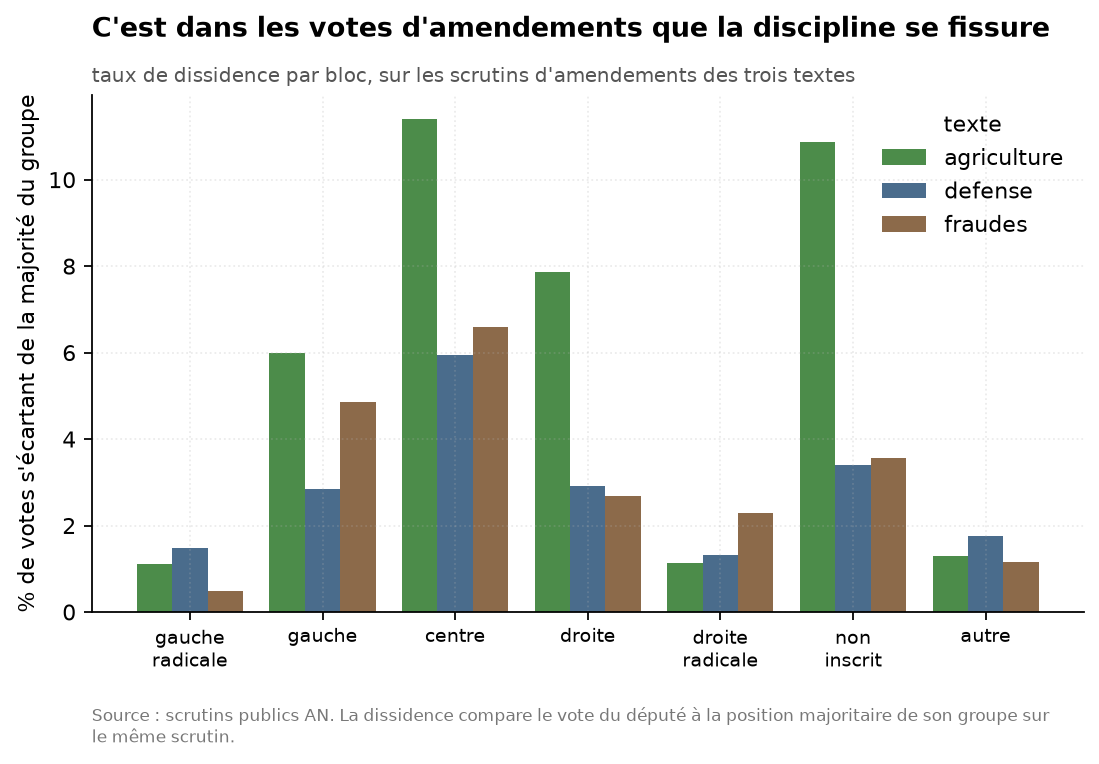 C'est dans les votes d'amendements que la discipline se fissure
taux de dissidence par bloc, sur les scrutins d'amendements des trois textes
% de votes s'écartant de la majorité du groupe
10
8
6
4
2
0
texte
agriculture
defense
fraudes
gauche
radicale
gauche
centre
droite
droite
radicale
non
inscrit
autre
Source : scrutins publics AN. La dissidence compare le vote du député à la position majoritaire de son groupe sur
le même scrutin.